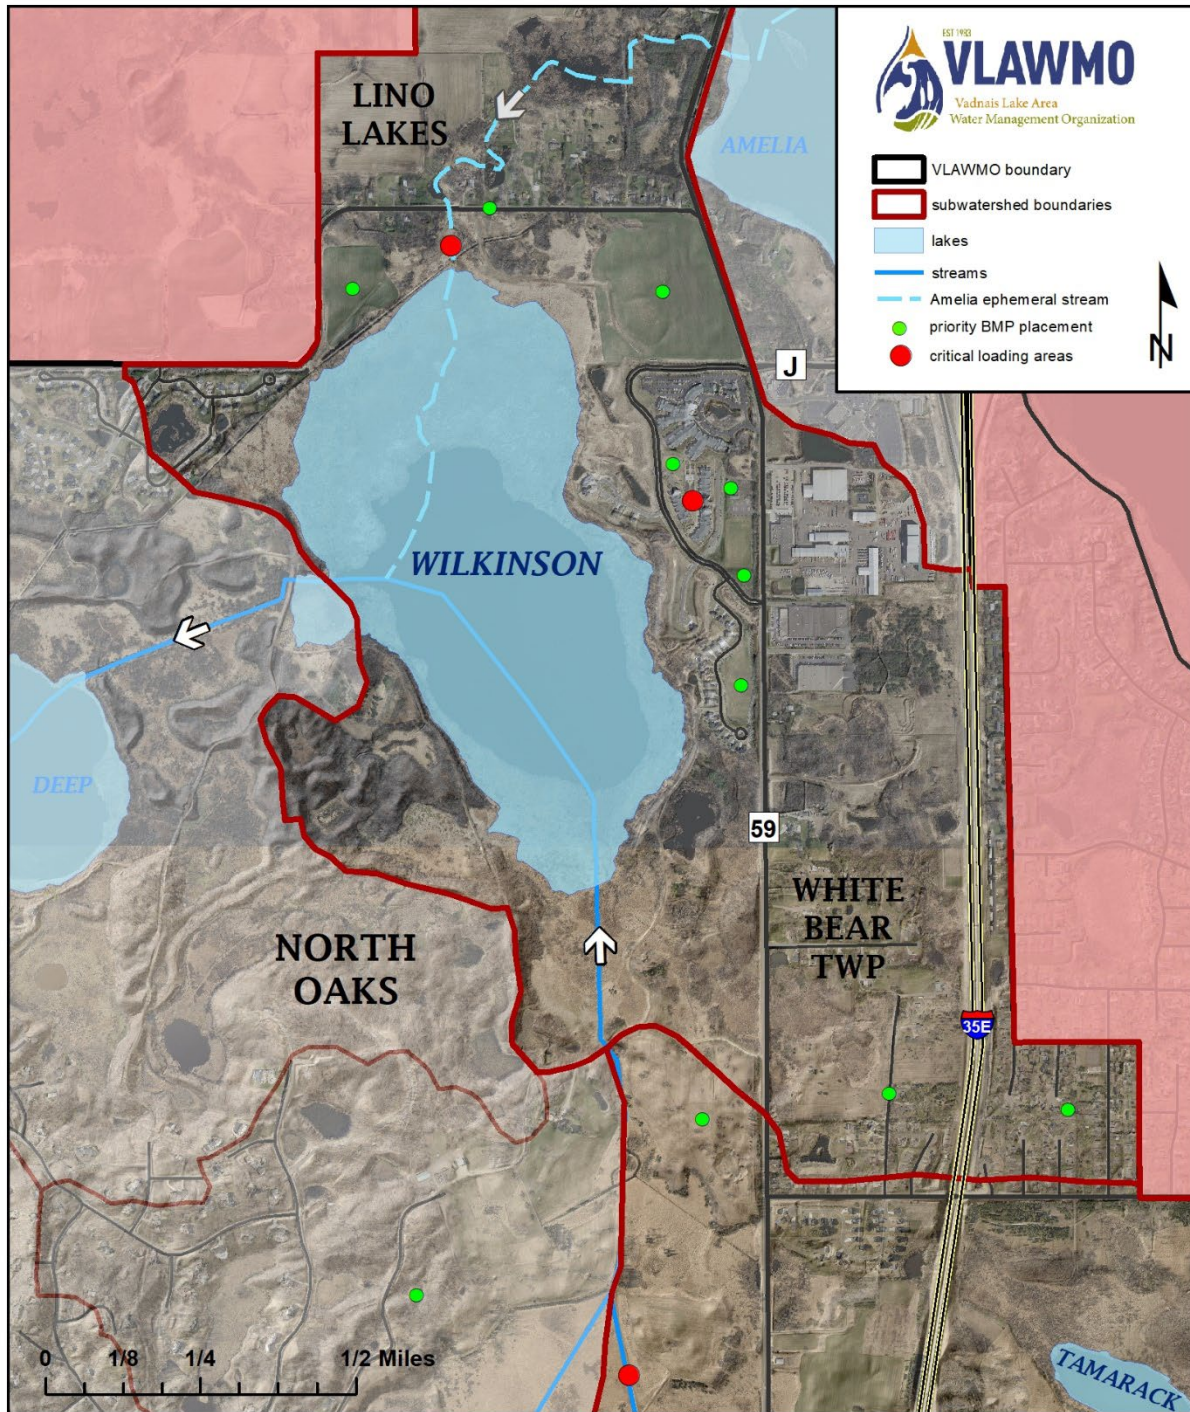 LINO
LAKES
AMELIA
EST 1983
VLAWMO
Vadnais Lake Area
Water Management Organization
VLAWMO boundary
subwatershed boundaries
lakes
streams
Amelia ephemeral stream
priority BMP placement
critical loading areas
N
J
WILKINSON
DEEP
59
WHITE
BEAR
TWP
NORTH
OAKS
35E
0 1/8 1/4 1/2 Miles
TAMARACK